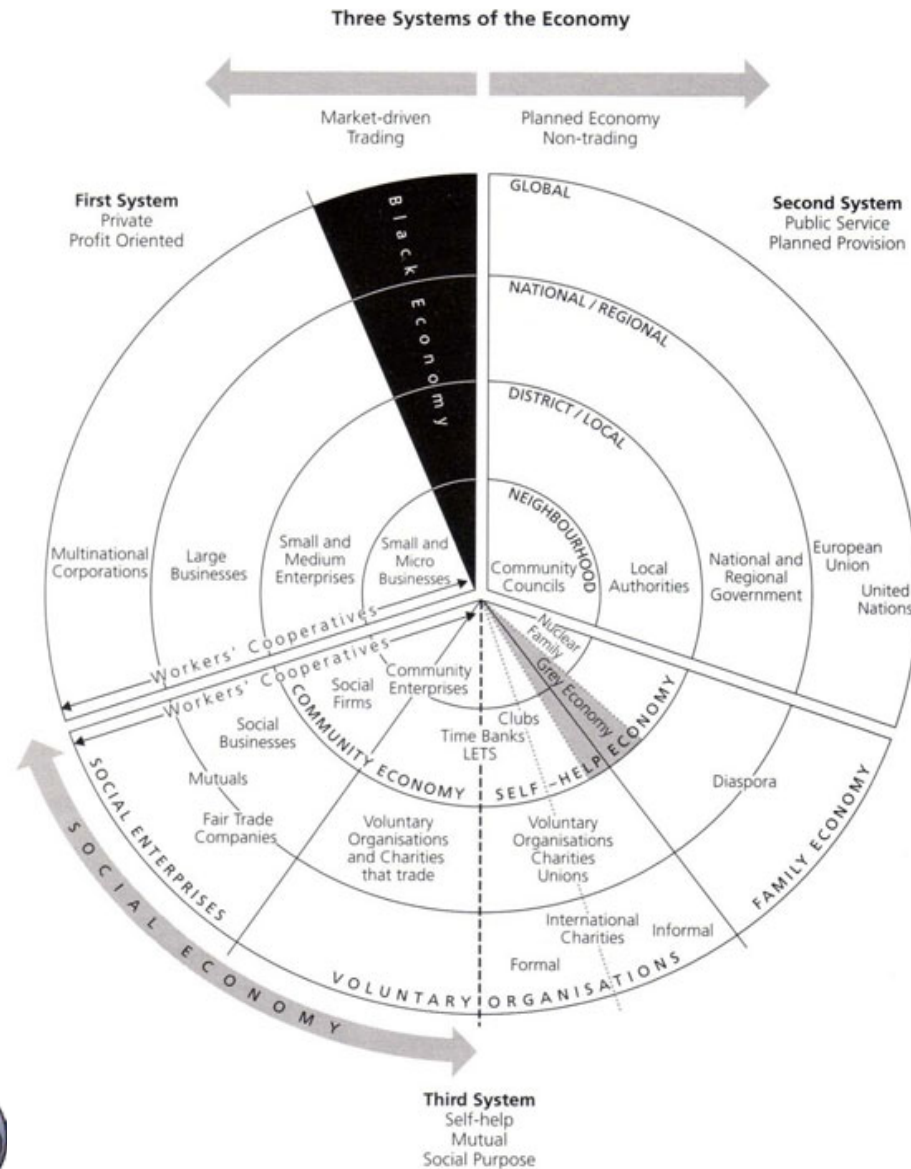 Three Systems of the Economy
Market-driven
Trading
Planned Economy
Non-trading
First System
Private
Profit Oriented
Second System
Public Service
Planned Provision
Black Economy
GLOBAL
NATIONAL / REGIONAL
DISTRICT / LOCAL
NEIGHBOURHOOD
Multinational
Corporations
Large
Businesses
Small and
Medium
Enterprises
Small and
Micro
Businesses
Community
Councils
Local
Authorities
National and
Regional
Government
European
Union
United
Nations
Workers' Cooperatives
Workers' Cooperatives
Nuclear
Family
Grey Economy
Community
Enterprises
Social
Firms
Social
Businesses
Mutuals
Fair Trade
Companies
Clubs
Time Banks
LETS
COMMUNITY ECONOMY
SELF-HELP ECONOMY
Diaspora
Voluntary
Organisations
and Charities
that trade
Voluntary
Organisations
Charities
Unions
International
Charities
Informal
Formal
SOCIAL ENTERPRISES
VOLUNTARY ORGANISATIONS
FAMILY ECONOMY
SOCIAL ECONOMY
Third System
Self-help
Mutual
Social Purpose